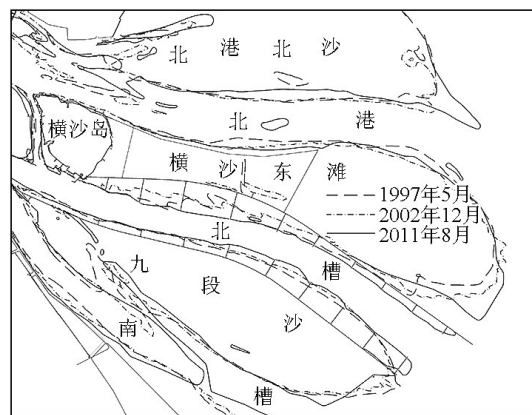 北港北沙
北港
横沙岛
横沙东滩
1997年5月
2002年12月
2011年8月
北槽
九段沙
南槽